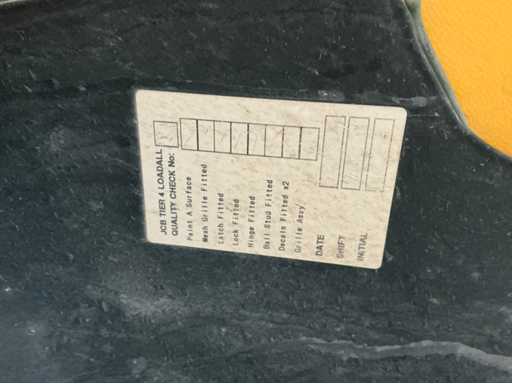 JCB TIER 4 LOADALL
QUALITY CHECK No:
Paint A Surface
Mesh Grille Fitted
Latch Fitted
Lock Fitted
Hinge Fitted
Ball Stud Fitted
Decals Fitted x2
Grille Assy
DATE
SHIFT
INITIAL